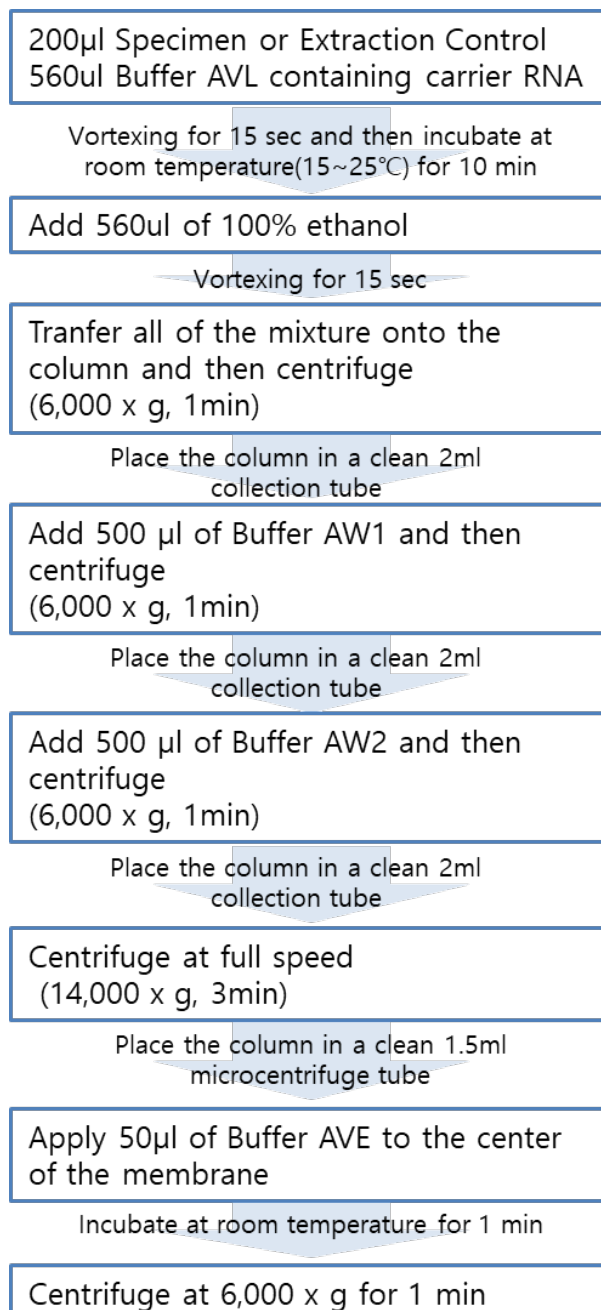 200μl Specimen or Extraction Control
560ul Buffer AVL containing carrier RNA
Vortexing for 15 sec and then incubate at
room temperature(15~25℃) for 10 min
Add 560ul of 100% ethanol
Vortexing for 15 sec
Tranfer all of the mixture onto the
column and then centrifuge
(6,000 x g, 1min)
Place the column in a clean 2ml
collection tube
Add 500 μl of Buffer AW1 and then
centrifuge
(6,000 x g, 1min)
Place the column in a clean 2ml
collection tube
Add 500 μl of Buffer AW2 and then
centrifuge
(6,000 x g, 1min)
Place the column in a clean 2ml
collection tube
Centrifuge at full speed
(14,000 x g, 3min)
Place the column in a clean 1.5ml
microcentrifuge tube
Apply 50μl of Buffer AVE to the center
of the membrane
Incubate at room temperature for 1 min
Centrifuge at 6,000 x g for 1 min